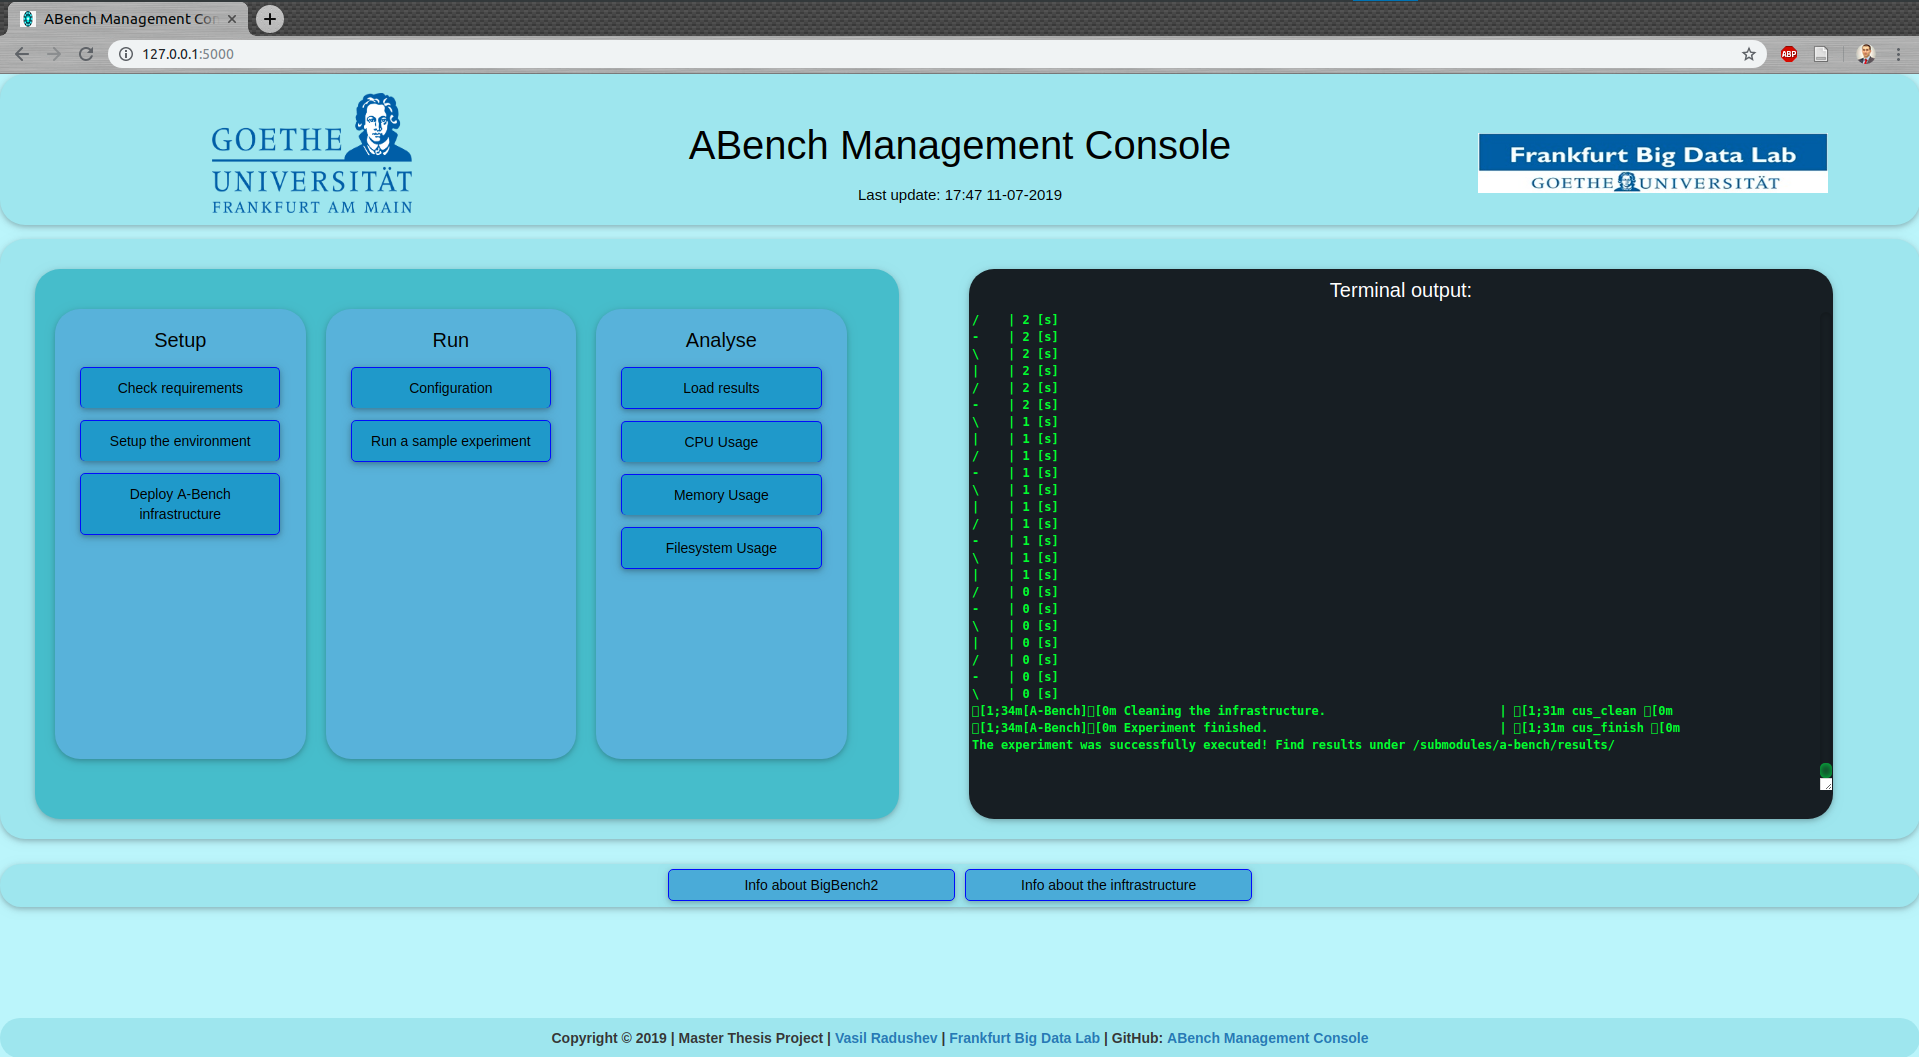 ABench Management Cor
127.0.0.1:5000
ABP
GOETHE
UNIVERSITÄT
FRANKFURT AM MAIN
ABench Management Console
Last update: 17:47 11-07-2019
Frankfurt Big Data Lab
GOETHE UNIVERSITÄT
Setup
Check requirements
Setup the environment
Deploy A-Bench
infrastructure
Run
Configuration
Run a sample experiment
Analyse
Load results
CPU Usage
Memory Usage
Filesystem Usage
Terminal output:
/    | 2 [s]
-    | 2 [s]
\    | 2 [s]
|    | 2 [s]
/    | 2 [s]
-    | 2 [s]
\    | 1 [s]
|    | 1 [s]
/    | 1 [s]
-    | 1 [s]
\    | 1 [s]
|    | 1 [s]
/    | 1 [s]
-    | 1 [s]
\    | 1 [s]
|    | 1 [s]
/    | 0 [s]
-    | 0 [s]
\    | 0 [s]
|    | 0 [s]
/    | 0 [s]
-    | 0 [s]
\    | 0 [s]
□[1;34m[A-Bench]□[0m Cleaning the infrastructure.                        | □[1;31m cus_clean □[0m
□[1;34m[A-Bench]□[0m Experiment finished.                                | □[1;31m cus_finish □[0m
The experiment was successfully executed! Find results under /submodules/a-bench/results/
Info about BigBench2
Info about the inftrastructure
Copyright © 2019 | Master Thesis Project | Vasil Radushev | Frankfurt Big Data Lab | GitHub: ABench Management Console